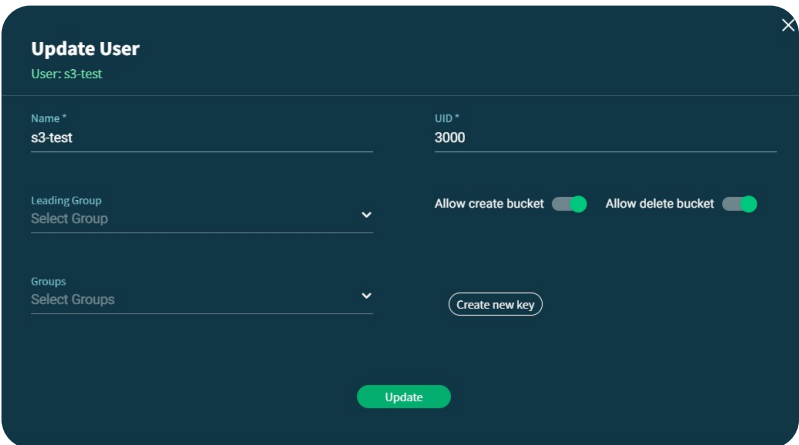 Update User
User: s3-test
Name *
s3-test
UID *
3000
Leading Group
Select Group
Allow create bucket
Allow delete bucket
Groups
Select Groups
Create new key
Update